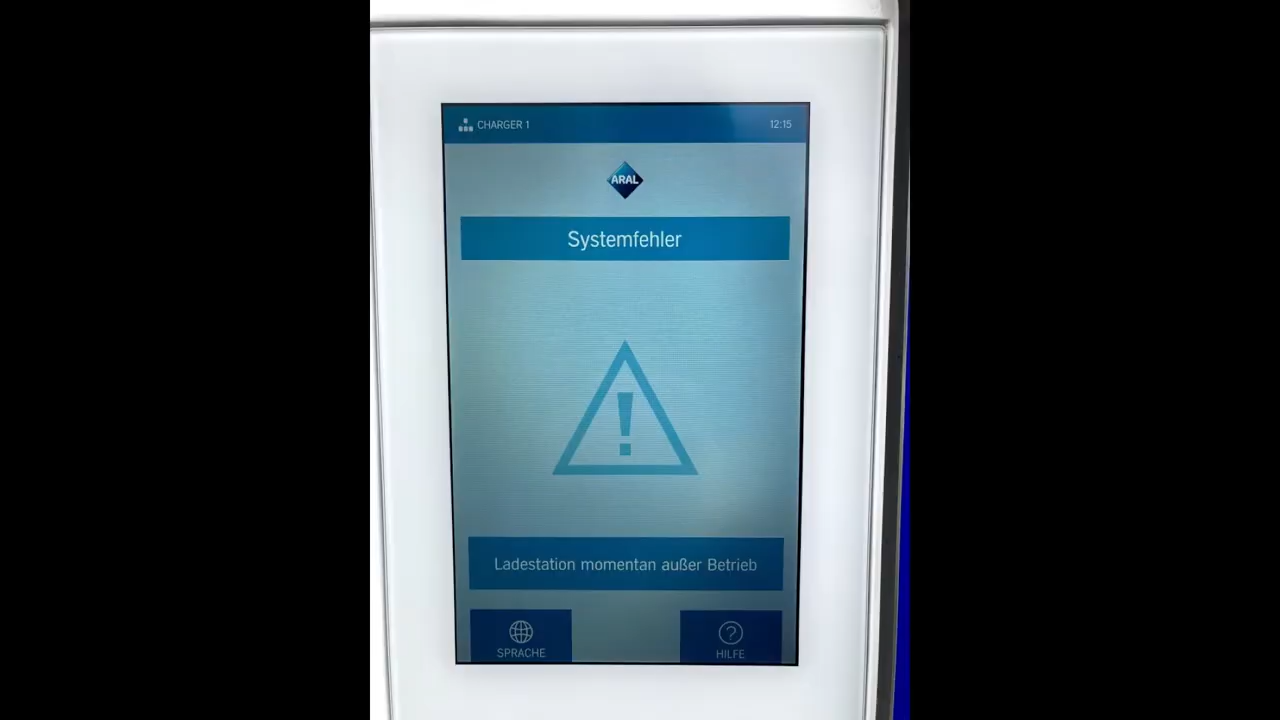 CHARGER 1 12:15
ARAL
Systemfehler
!
Ladestation momentan außer Betrieb
SPRACHE ? HILFE